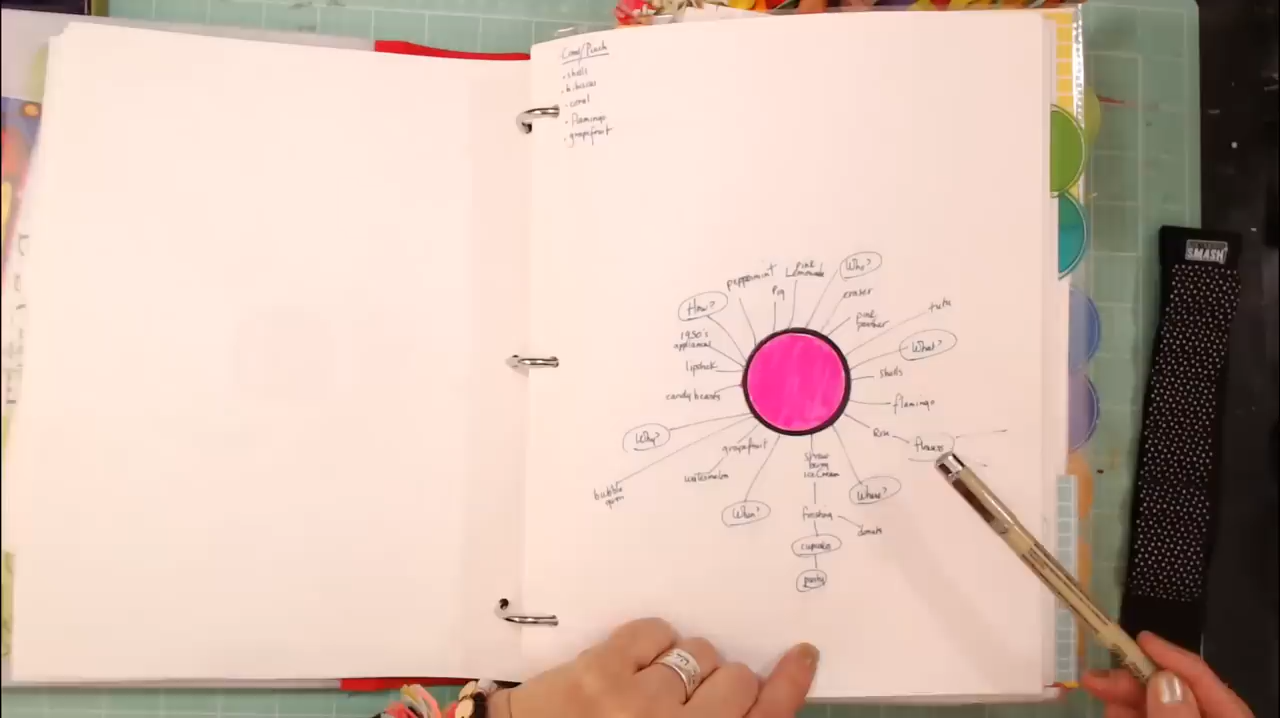 Coral/Peach
• shells
• hibiscus
• coral
• flamingo
• grapefruit
SMASH
Who?
pink
Lemonade
peppermint
Pig
eraser
How?
pink
panther
tutu
1950's
appliances
What?
lipstick
shells
candy hearts
flamingo
Why?
Rose
flowers
grapefruit
straw
berry
ice cream
watermelon
bubble
gum
Where?
When?
frosting
donuts
cupcake
party